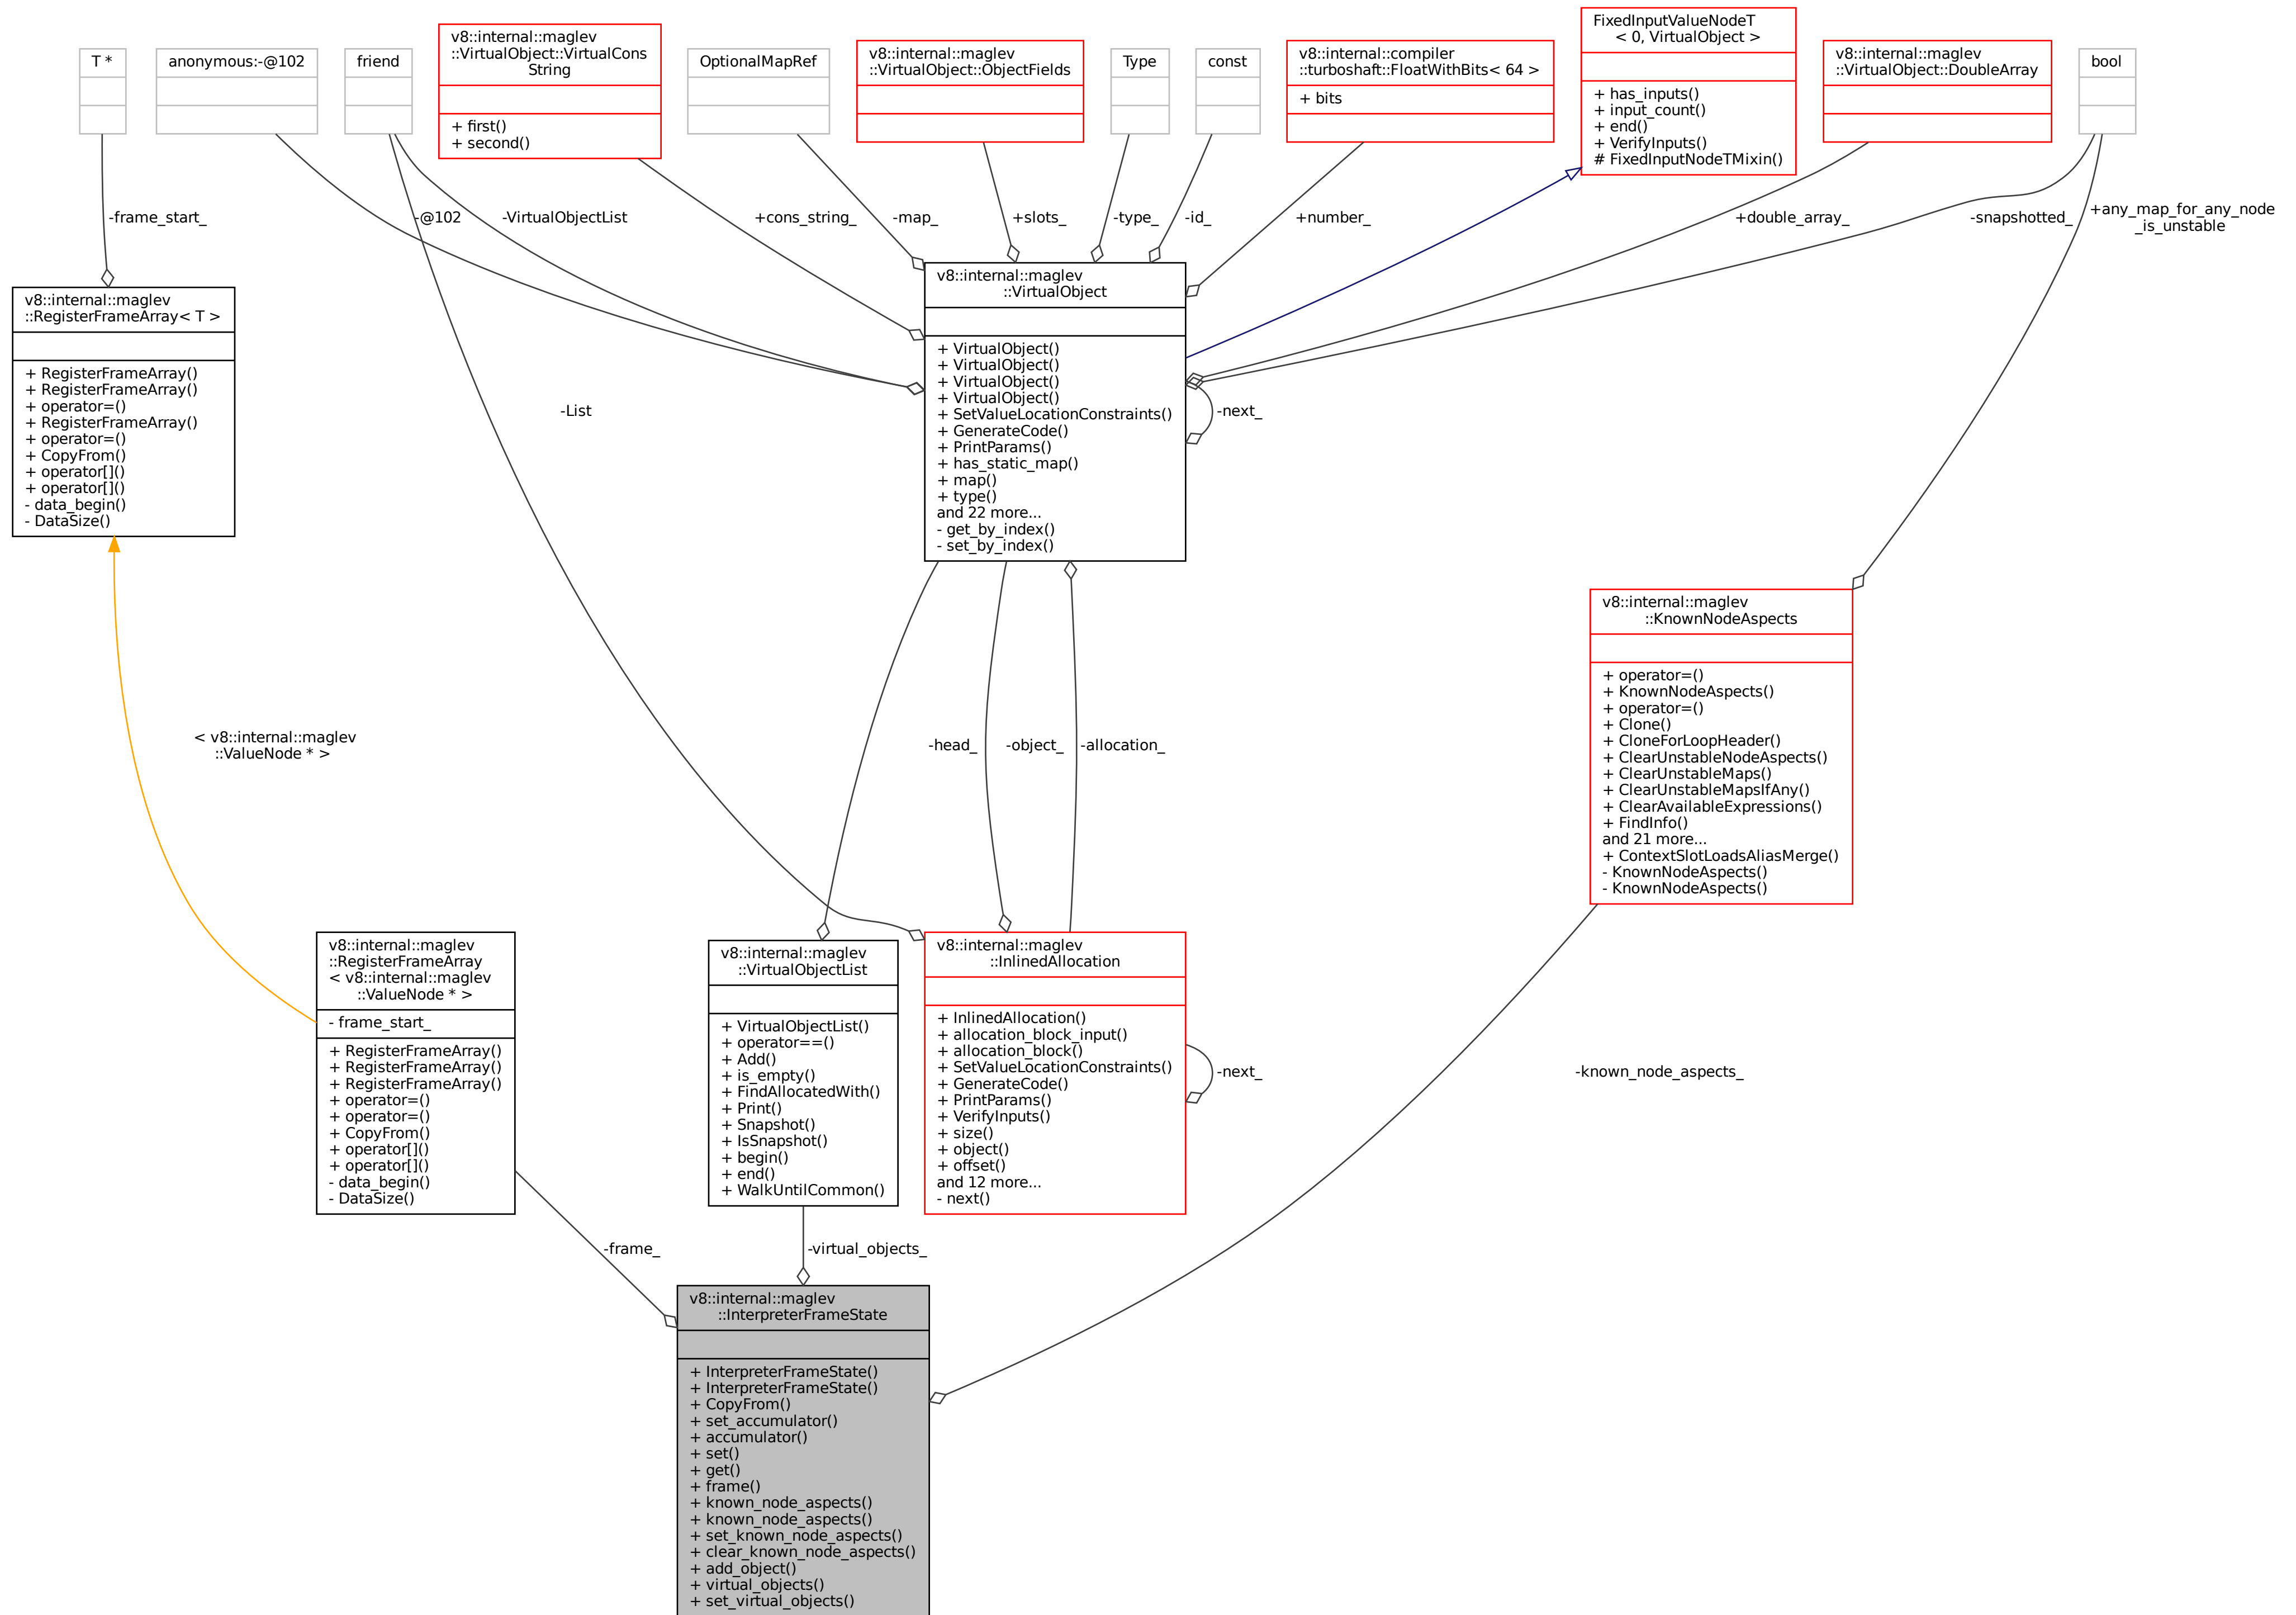 T *
anonymous:-@102
friend
v8::internal::maglev
::VirtualObject::VirtualCons
String
+ first()
+ second()
OptionalMapRef
v8::internal::maglev
::VirtualObject::ObjectFields
Type
const
v8::internal::compiler
::turboshaft::FloatWithBits< 64 >
+ bits
FixedInputValueNodeT
< 0, VirtualObject >
+ has_inputs()
+ input_count()
+ end()
+ VerifyInputs()
# FixedInputNodeTMixin()
v8::internal::maglev
::VirtualObject::DoubleArray
bool
-frame_start_
-@102
-VirtualObjectList
+cons_string_
-map_
+slots_
-type_
-id_
+number_
+double_array_
-snapshotted_
+any_map_for_any_node
_is_unstable
v8::internal::maglev
::RegisterFrameArray< T >
+ RegisterFrameArray()
+ RegisterFrameArray()
+ operator=()
+ RegisterFrameArray()
+ operator=()
+ CopyFrom()
+ operator[]()
+ operator[]()
- data_begin()
- DataSize()
-List
v8::internal::maglev
::VirtualObject
+ VirtualObject()
+ VirtualObject()
+ VirtualObject()
+ VirtualObject()
+ SetValueLocationConstraints()
+ GenerateCode()
+ PrintParams()
+ has_static_map()
+ map()
+ type()
and 22 more...
- get_by_index()
- set_by_index()
-next_
v8::internal::maglev
::KnownNodeAspects
+ operator=()
+ KnownNodeAspects()
+ operator=()
+ Clone()
+ CloneForLoopHeader()
+ ClearUnstableNodeAspects()
+ ClearUnstableMaps()
+ ClearUnstableMapsIfAny()
+ ClearAvailableExpressions()
+ FindInfo()
and 21 more...
+ ContextSlotLoadsAliasMerge()
- KnownNodeAspects()
- KnownNodeAspects()
< v8::internal::maglev
::ValueNode * >
-head_
-object_
-allocation_
v8::internal::maglev
::RegisterFrameArray
< v8::internal::maglev
::ValueNode * >
- frame_start_
+ RegisterFrameArray()
+ RegisterFrameArray()
+ RegisterFrameArray()
+ operator=()
+ operator=()
+ CopyFrom()
+ operator[]()
+ operator[]()
- data_begin()
- DataSize()
v8::internal::maglev
::VirtualObjectList
+ VirtualObjectList()
+ operator==()
+ Add()
+ is_empty()
+ FindAllocatedWith()
+ Print()
+ Snapshot()
+ IsSnapshot()
+ begin()
+ end()
+ WalkUntilCommon()
v8::internal::maglev
::InlinedAllocation
+ InlinedAllocation()
+ allocation_block_input()
+ allocation_block()
+ SetValueLocationConstraints()
+ GenerateCode()
+ PrintParams()
+ VerifyInputs()
+ size()
+ object()
+ offset()
and 12 more...
- next()
-next_
-known_node_aspects_
-frame_
-virtual_objects_
v8::internal::maglev
::InterpreterFrameState
+ InterpreterFrameState()
+ InterpreterFrameState()
+ CopyFrom()
+ set_accumulator()
+ accumulator()
+ set()
+ get()
+ frame()
+ known_node_aspects()
+ known_node_aspects()
+ set_known_node_aspects()
+ clear_known_node_aspects()
+ add_object()
+ virtual_objects()
+ set_virtual_objects()